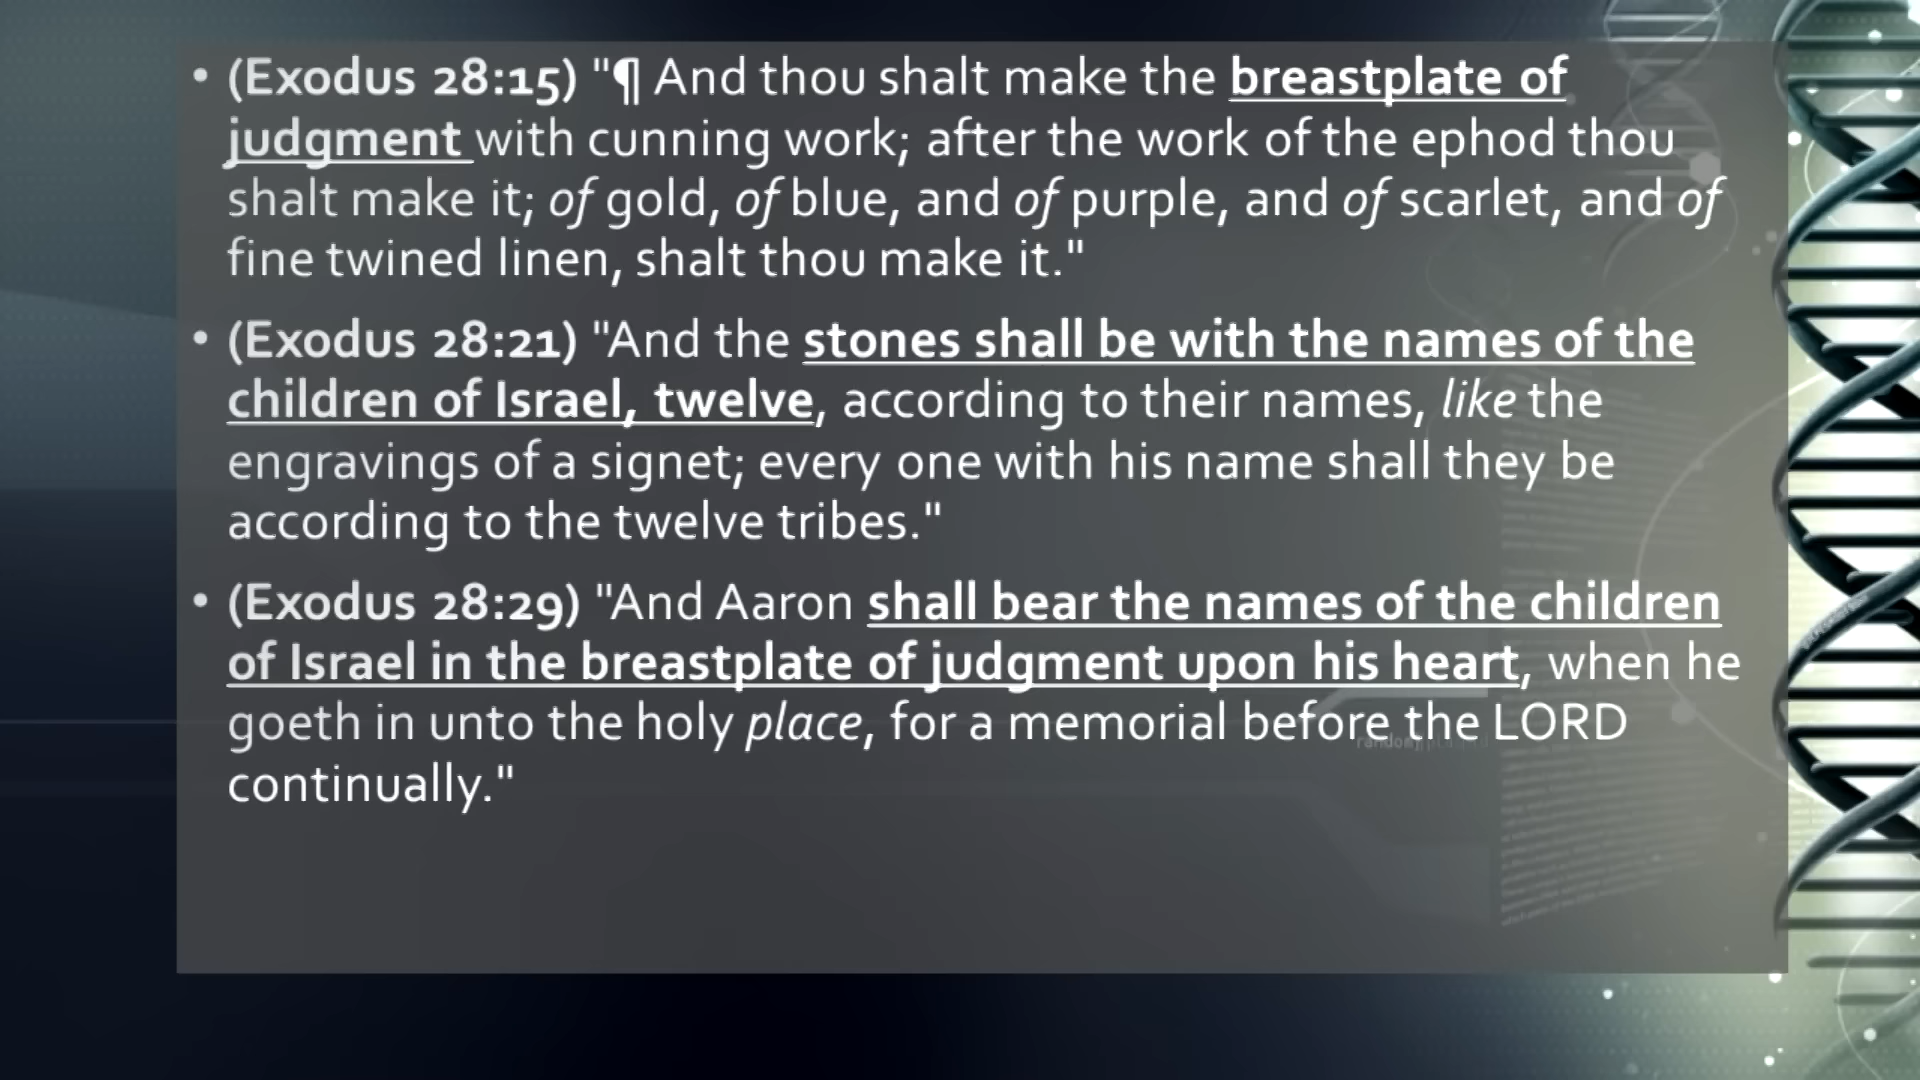 • (Exodus 28:15) "¶ And thou shalt make the breastplate of
judgment with cunning work; after the work of the ephod thou
shalt make it; of gold, of blue, and of purple, and of scarlet, and of
fine twined linen, shalt thou make it."
• (Exodus 28:21) "And the stones shall be with the names of the
children of Israel, twelve, according to their names, like the
engravings of a signet; every one with his name shall they be
according to the twelve tribes."
• (Exodus 28:29) "And Aaron shall bear the names of the children
of Israel in the breastplate of judgment upon his heart, when he
goeth in unto the holy place, for a memorial before the LORD
continually."